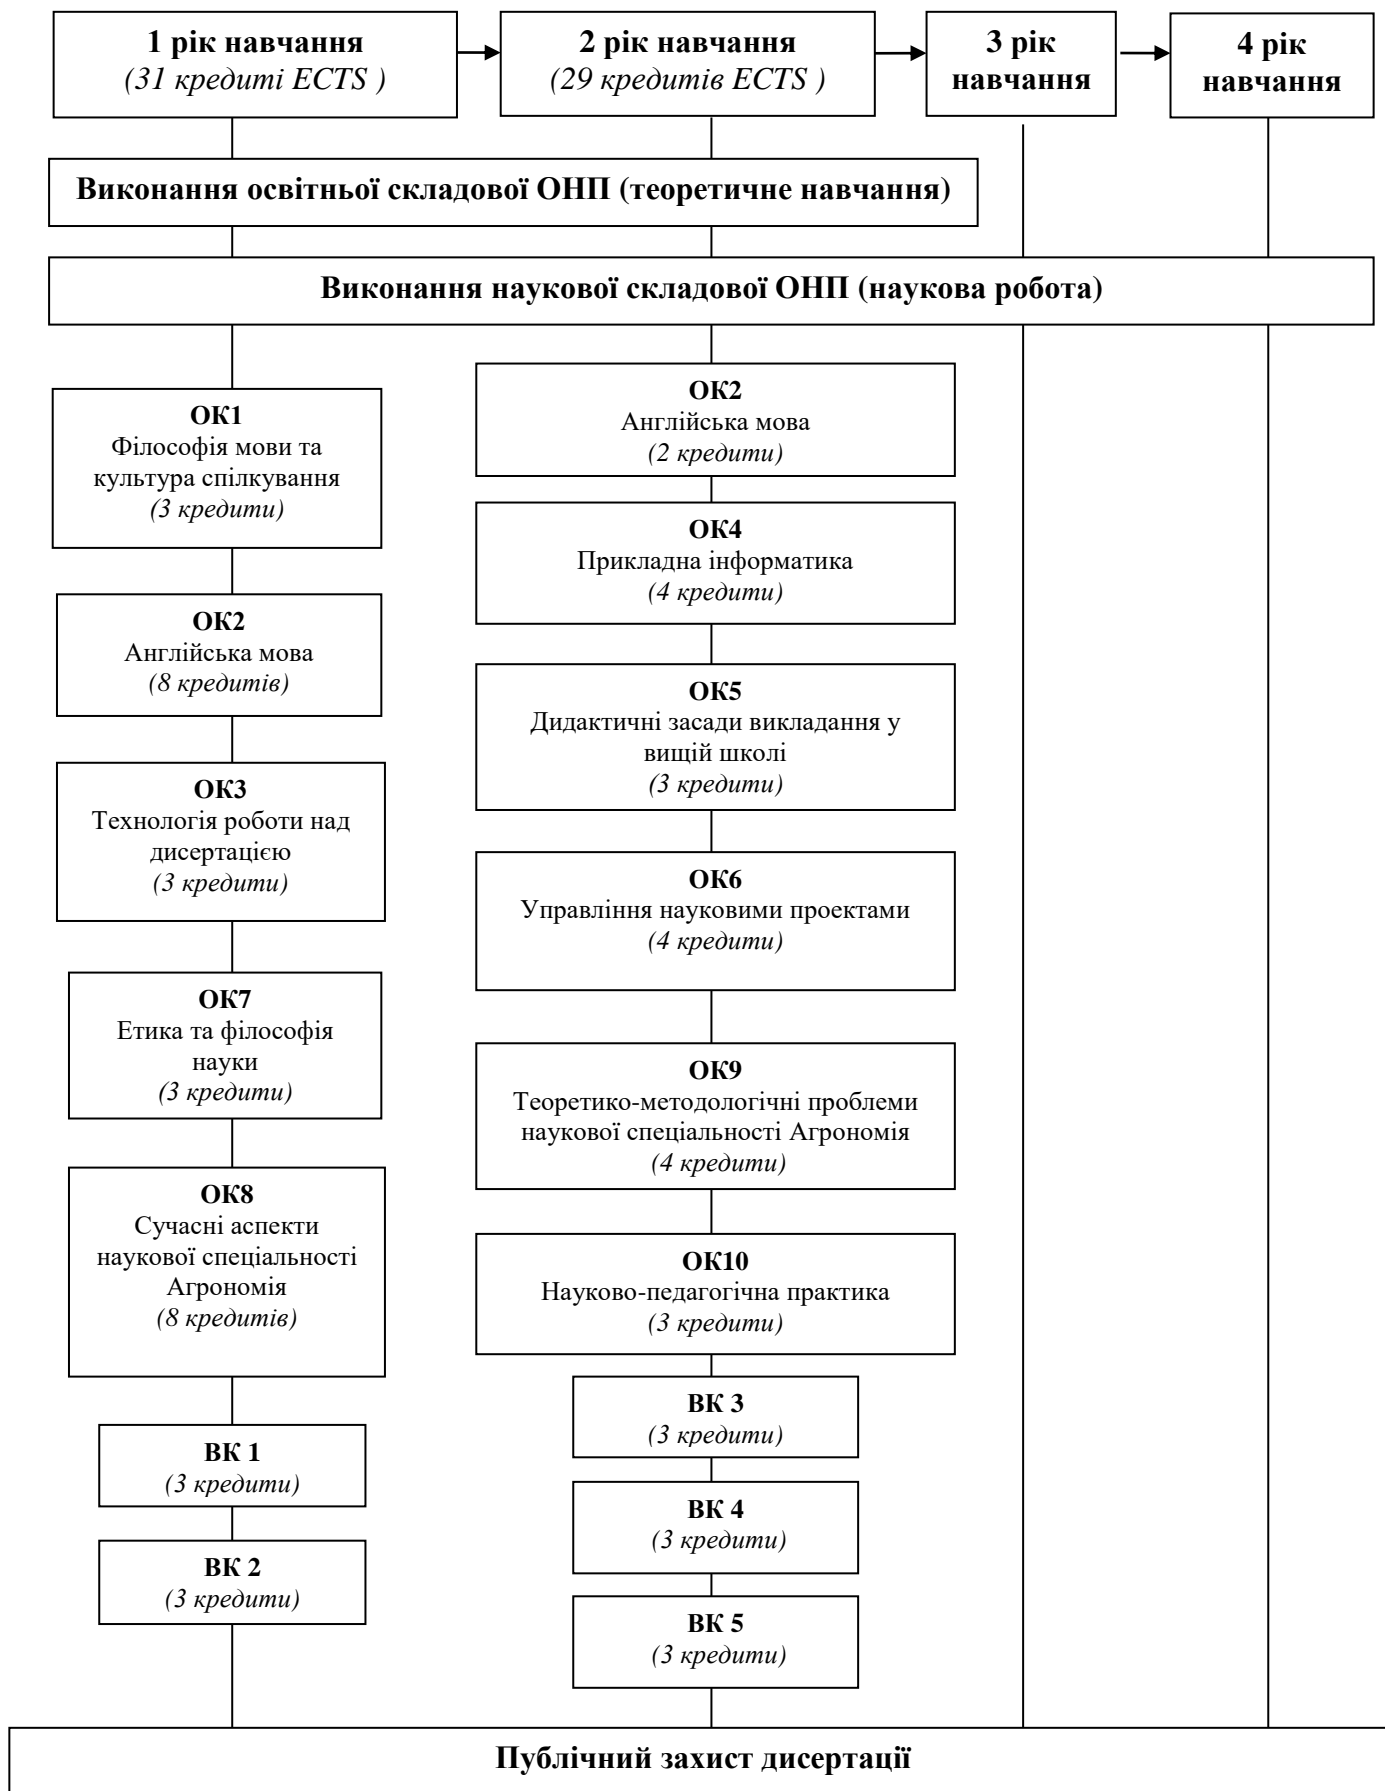 1 рік навчання
(31 кредиті ECTS )
2 рік навчання
(29 кредитів ECTS )
3 рік
навчання
4 рік
навчання
Виконання освітньої складової ОНП (теоретичне навчання)
Виконання наукової складової ОНП (наукова робота)
ОК1
Філософія мови та
культура спілкування
(3 кредити)
ОК2
Англійська мова
(8 кредитів)
ОК3
Технологія роботи над
дисертацією
(3 кредити)
ОК7
Етика та філософія
науки
(3 кредити)
ОК8
Сучасні аспекти
наукової спеціальності
Агрономія
(8 кредитів)
ВК 1
(3 кредити)
ВК 2
(3 кредити)
ОК2
Англійська мова
(2 кредити)
ОК4
Прикладна інформатика
(4 кредити)
ОК5
Дидактичні засади викладання у
вищій школі
(3 кредити)
ОК6
Управління науковими проектами
(4 кредити)
ОК9
Теоретико-методологічні проблеми
наукової спеціальності Агрономія
(4 кредити)
ОК10
Науково-педагогічна практика
(3 кредити)
ВК 3
(3 кредити)
ВК 4
(3 кредити)
ВК 5
(3 кредити)
Публічний захист дисертації